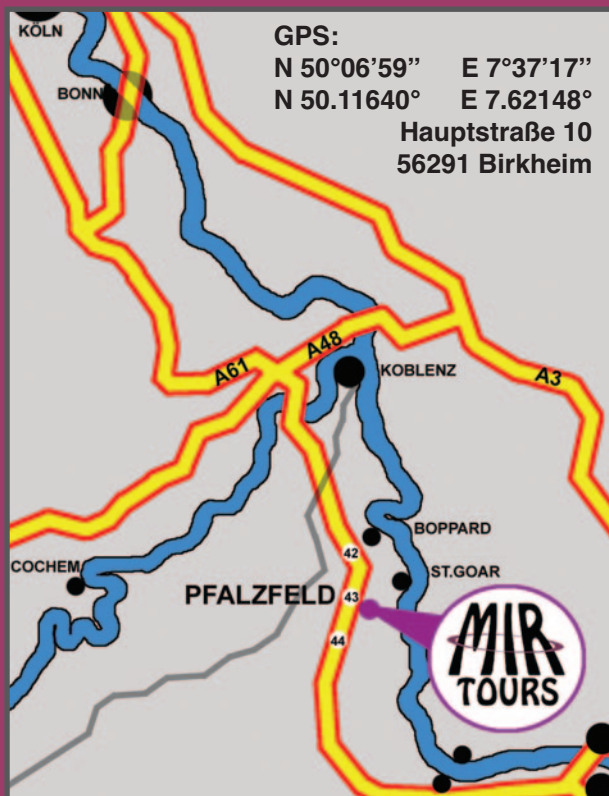 KÖLN
GPS:
N 50°06’59” E 7°37’17”
N 50.11640° E 7.62148°
Hauptstraße 10
56291 Birkheim
BONN
A48
A61
KOBLENZ
A3
BOPPARD
42
COCHEM
ST.GOAR
PFALZFELD
43
44
MIR
TOURS